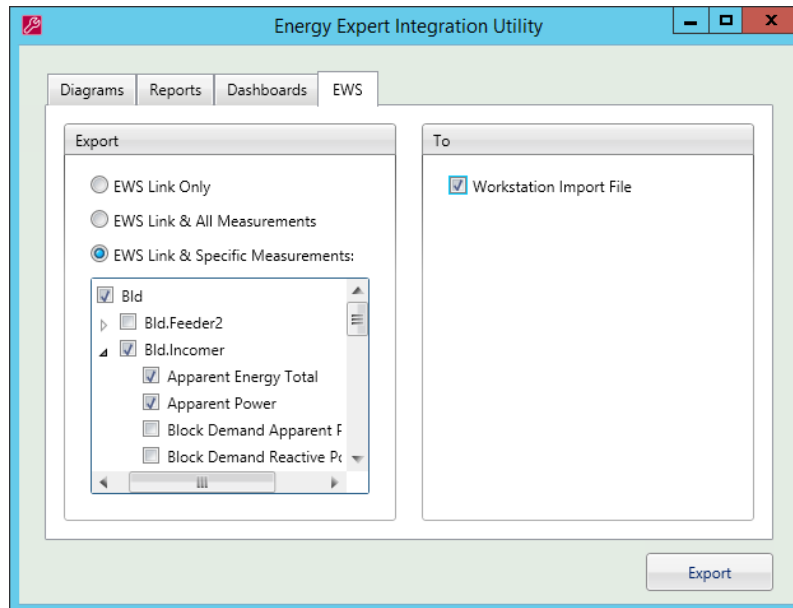 Energy Expert Integration Utility
Diagrams
Reports
Dashboards
EWS
Export
EWS Link Only
EWS Link & All Measurements
EWS Link & Specific Measurements:
Bld
Bld.Feeder2
Bld.Incomer
Apparent Energy Total
Apparent Power
Block Demand Apparent
Block Demand Reactive
To
Workstation Import File
Export